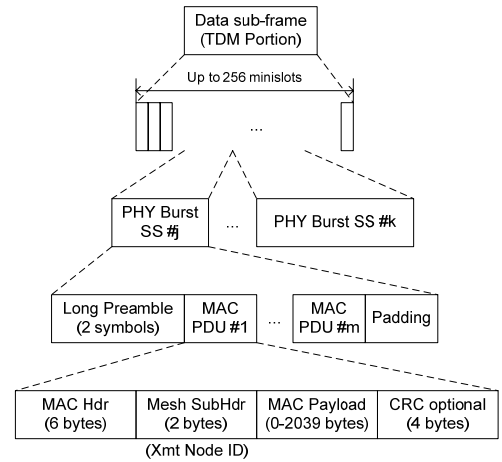 Data sub-frame
(TDM Portion)
Up to 256 minislots
...
PHY Burst
SS #j
...
PHY Burst SS #k
Long Preamble
(2 symbols)
MAC
PDU #1
...
MAC
PDU #m
Padding
MAC Hdr
(6 bytes)
Mesh SubHdr
(2 bytes)
MAC Payload
(0-2039 bytes)
CRC optional
(4 bytes)
(Xmt Node ID)